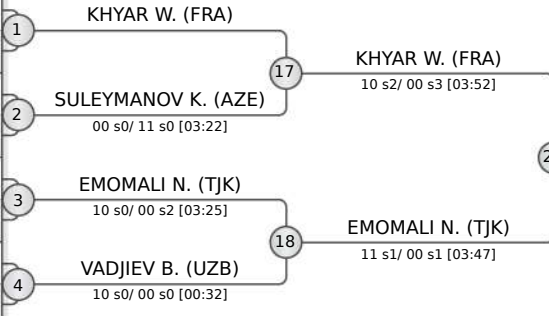 KHYAR W. (FRA)
1
17
KHYAR W. (FRA)
10 s2/ 00 s3 [03:52]
SULEYMANOV K. (AZE)
2
00 s0/ 11 s0 [03:22]
EMOMALI N. (TJK)
3
10 s0/ 00 s2 [03:25]
18
EMOMALI N. (TJK)
11 s1/ 00 s1 [03:47]
VADJIEV B. (UZB)
4
10 s0/ 00 s0 [00:32]